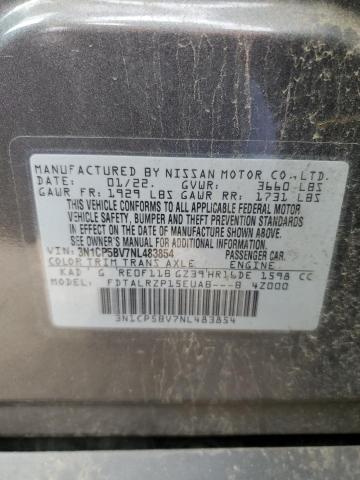 MANUFACTURED BY NISSAN MOTOR CO.,LTD.
DATE: 01/22. GVWR: 3660 LBS
GAWR FR: 1929 LBS GAWR RR: 1731 LBS
THIS VEHICLE CONFORMS TO ALL APPLICABLE FEDERAL MOTOR
VEHICLE SAFETY, BUMPER AND THEFT PREVENTION STANDARDS
IN EFFECT ON THE DATE OF MANUFACTURE SHOWN ABOVE.
SEE OWNER'S MANUAL FOR ADDITIONAL INFORMATION.
VIN: 3N1CP5BV7NL483854 PASSENGER CAR.
COLOR TRIM TRANS AXLE ENGINE
KAD G RE0F11B GZ39 HR16DE 1598 CC
MODEL: FDTALRZP15EUAB---B 4Z000
3N1CP5BV7NL483854